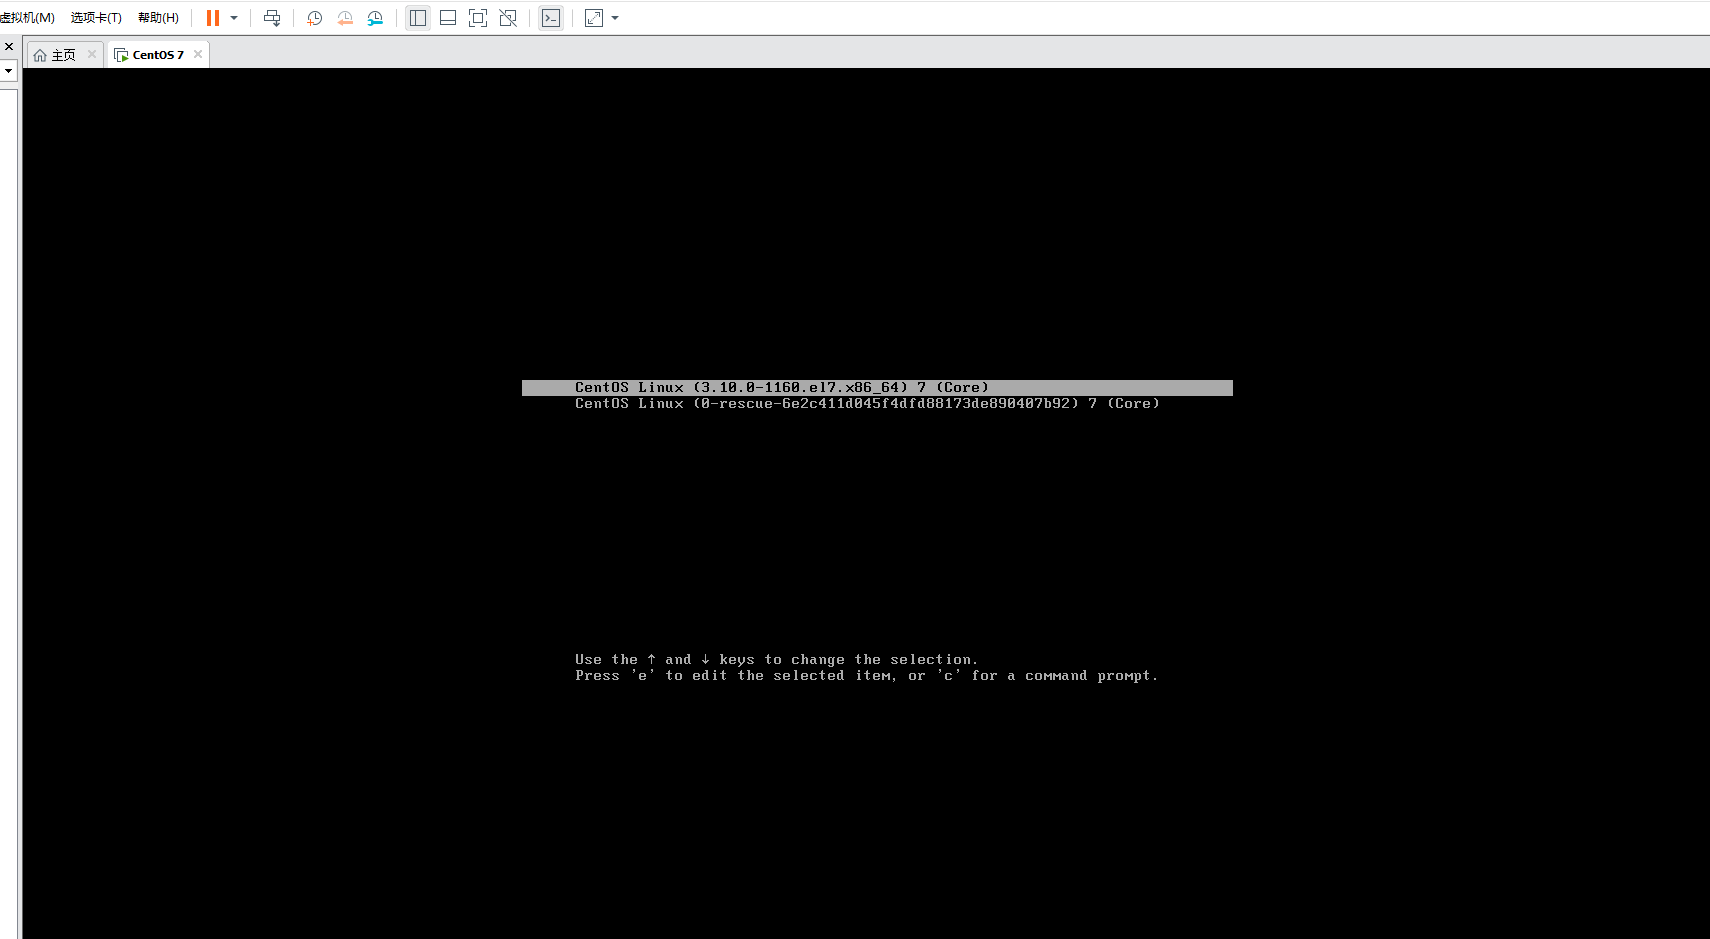 虚拟机(M) 选项卡(T) 帮助(H)
主页 CentOS 7
CentOS Linux (3.10.0-1160.el7.x86_64) 7 (Core)
CentOS Linux (0-rescue-6e2c411d045f4dfd88173de890407b92) 7 (Core)
Use the ↑ and ↓ keys to change the selection.
Press 'e' to edit the selected item, or 'c' for a command prompt.